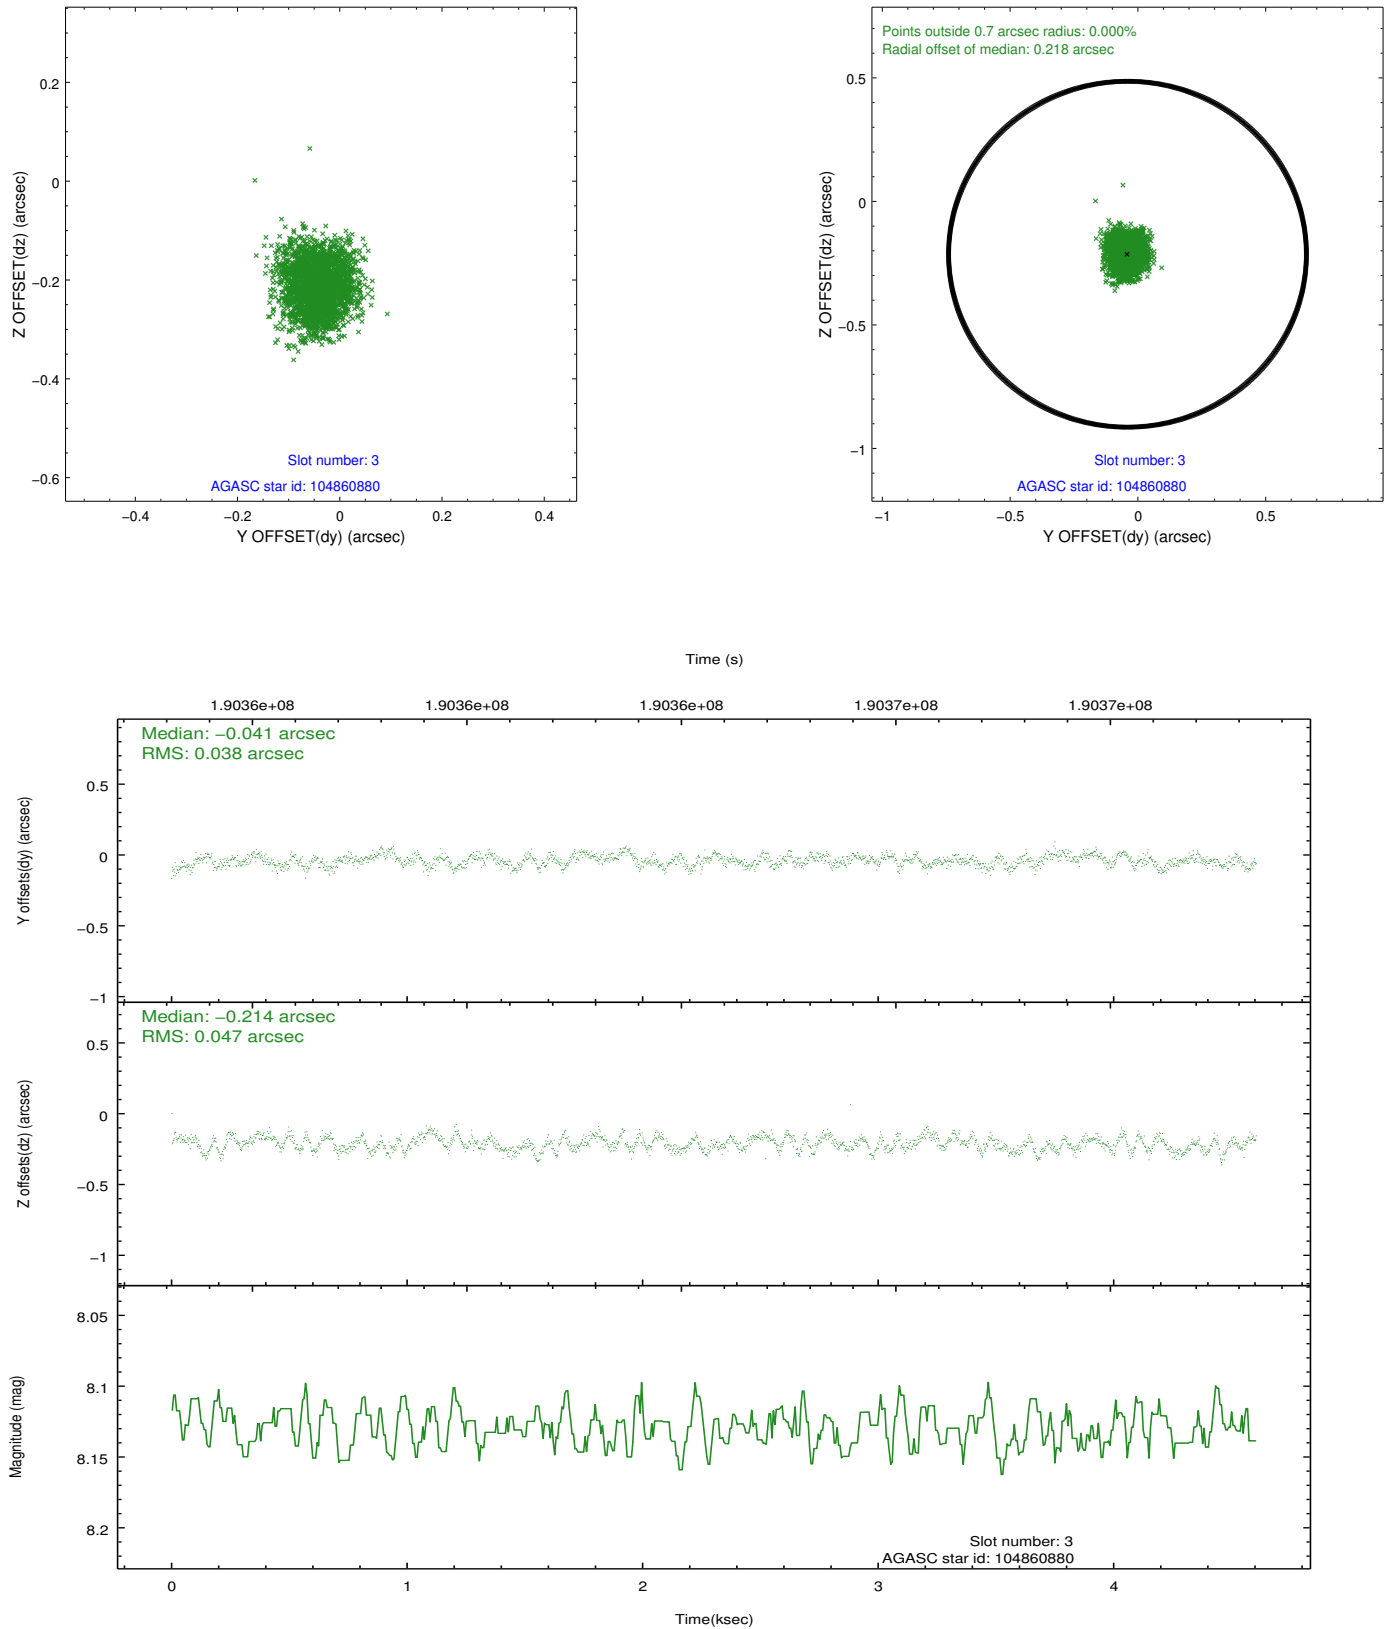 0.2
0
−0.2
−0.4
−0.6
Z OFFSET(dz) (arcsec)
Slot number: 3
AGASC star id: 104860880
−0.4
−0.2
0
0.2
0.4
Y OFFSET(dy) (arcsec)
Points outside 0.7 arcsec radius: 0.000%
Radial offset of median: 0.218 arcsec
0.5
0
−0.5
−1
Z OFFSET(dz) (arcsec)
Slot number: 3
AGASC star id: 104860880
−1
−0.5
0
0.5
Y OFFSET(dy) (arcsec)
Time (s)
1.9036e+08
1.9036e+08
1.9036e+08
1.9037e+08
1.9037e+08
Median: −0.041 arcsec
RMS: 0.038 arcsec
0.5
0
−0.5
−1
Y offsets(dy) (arcsec)
Median: −0.214 arcsec
RMS: 0.047 arcsec
0.5
0
−0.5
−1
Z offsets(dz) (arcsec)
8.05
8.1
8.15
8.2
Magnitude (mag)
Slot number: 3
AGASC star id: 104860880
0
1
2
3
4
Time(ksec)